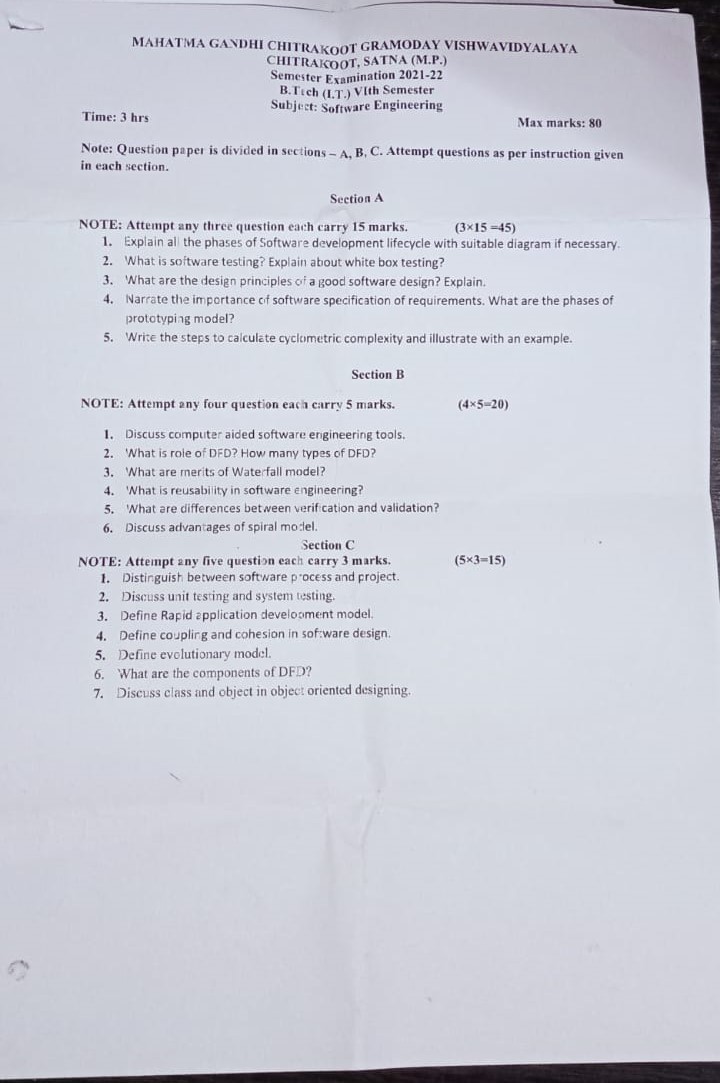 MAHATMA GANDHI CHITRAKOOT GRAMODAY VISHWAVIDYALAYA
CHITRAKOOT, SATNA (M.P.)
Semester Examination 2021-22
B.Tech (I.T.) VIth Semester
Subject: Software Engineering
Time: 3 hrs
Max marks: 80
Note: Question paper is divided in sections – A, B, C. Attempt questions as per instruction given
in each section.
Section A
NOTE: Attempt any three question each carry 15 marks. (3×15 =45)
1. Explain all the phases of Software development lifecycle with suitable diagram if necessary.
2. What is software testing? Explain about white box testing?
3. What are the design principles of a good software design? Explain.
4. Narrate the importance of software specification of requirements. What are the phases of
prototyping model?
5. Write the steps to calculate cyclometric complexity and illustrate with an example.
Section B
NOTE: Attempt any four question each carry 5 marks. (4×5=20)
1. Discuss computer aided software engineering tools.
2. What is role of DFD? How many types of DFD?
3. What are merits of Waterfall model?
4. What is reusability in software engineering?
5. What are differences between verification and validation?
6. Discuss advantages of spiral model.
Section C
NOTE: Attempt any five question each carry 3 marks. (5×3=15)
1. Distinguish between software process and project.
2. Discuss unit testing and system testing.
3. Define Rapid application development model.
4. Define coupling and cohesion in software design.
5. Define evolutionary model.
6. What are the components of DFD?
7. Discuss class and object in object oriented designing.